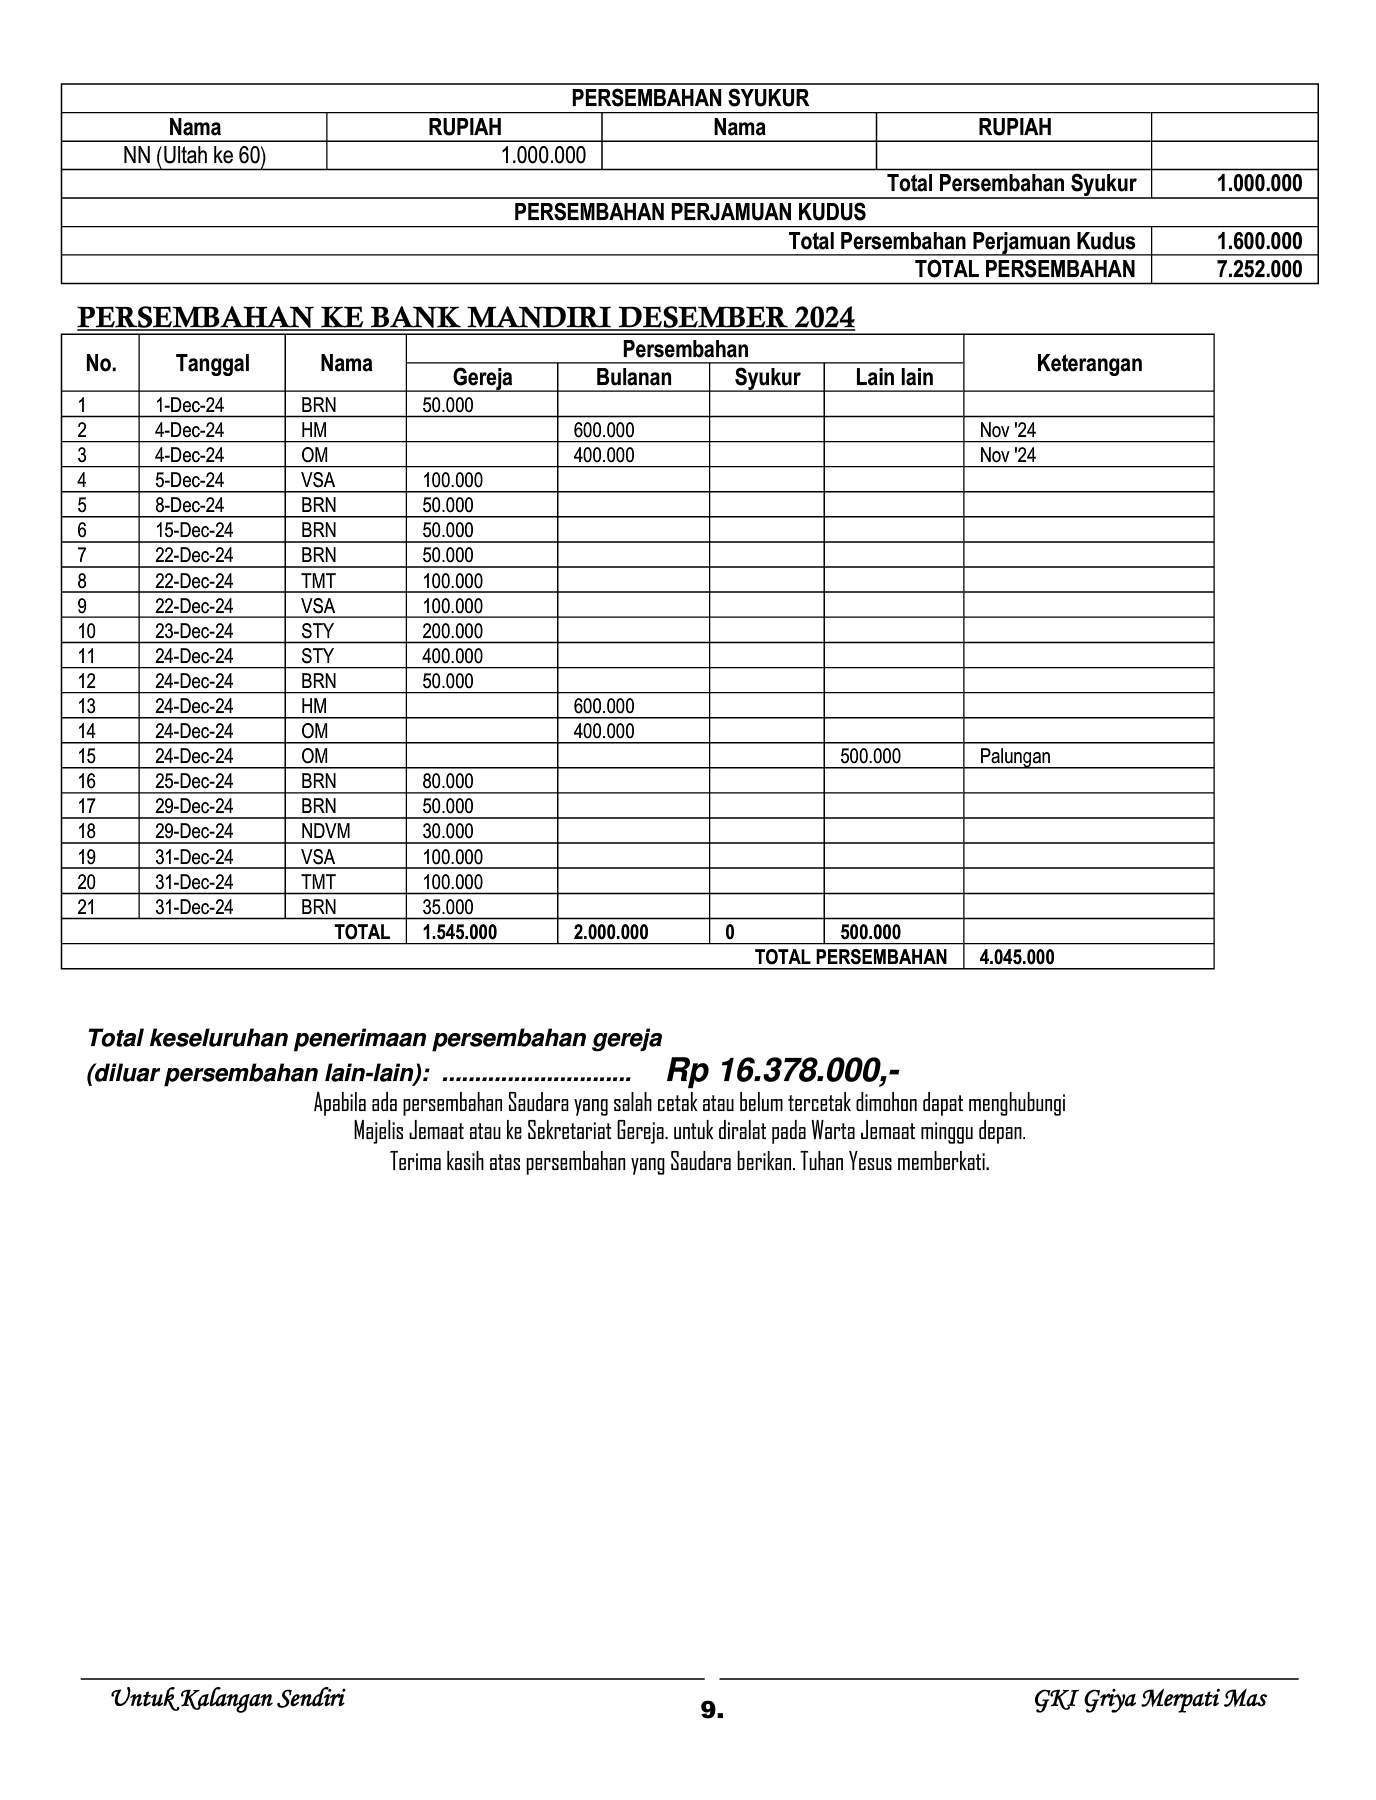 PERSEMBAHAN SYUKUR
Nama RUPIAH Nama RUPIAH
NN (Ultah ke 60) 1.000.000
Total Persembahan Syukur 1.000.000
PERSEMBAHAN PERJAMUAN KUDUS
Total Persembahan Perjamuan Kudus 1.600.000
TOTAL PERSEMBAHAN 7.252.000
PERSEMBAHAN KE BANK MANDIRI DESEMBER 2024
No. Tanggal Nama Persembahan Keterangan
Gereja Bulanan Syukur Lain lain
1 1-Dec-24 BRN 50.000
2 4-Dec-24 HM 600.000 Nov '24
3 4-Dec-24 OM 400.000 Nov '24
4 5-Dec-24 VSA 100.000
5 8-Dec-24 BRN 50.000
6 15-Dec-24 BRN 50.000
7 22-Dec-24 BRN 50.000
8 22-Dec-24 TMT 100.000
9 22-Dec-24 VSA 100.000
10 23-Dec-24 STY 200.000
11 24-Dec-24 STY 400.000
12 24-Dec-24 BRN 50.000
13 24-Dec-24 HM 600.000
14 24-Dec-24 OM 400.000
15 24-Dec-24 OM 500.000 Palungan
16 25-Dec-24 BRN 80.000
17 29-Dec-24 BRN 50.000
18 29-Dec-24 NDVM 30.000
19 31-Dec-24 VSA 100.000
20 31-Dec-24 TMT 100.000
21 31-Dec-24 BRN 35.000
TOTAL 1.545.000 2.000.000 0 500.000
TOTAL PERSEMBAHAN 4.045.000
Total keseluruhan penerimaan persembahan gereja
(diluar persembahan lain-lain): ............................. Rp 16.378.000,-
Apabila ada persembahan Saudara yang salah cetak atau belum tercetak dimohon dapat menghubungi
Majelis Jemaat atau ke Sekretariat Gereja. untuk diralat pada Warta Jemaat minggu depan.
Terima kasih atas persembahan yang Saudara berikan. Tuhan Yesus memberkati.
Untuk Kalangan Sendiri 9. GKI Griya Merpati Mas